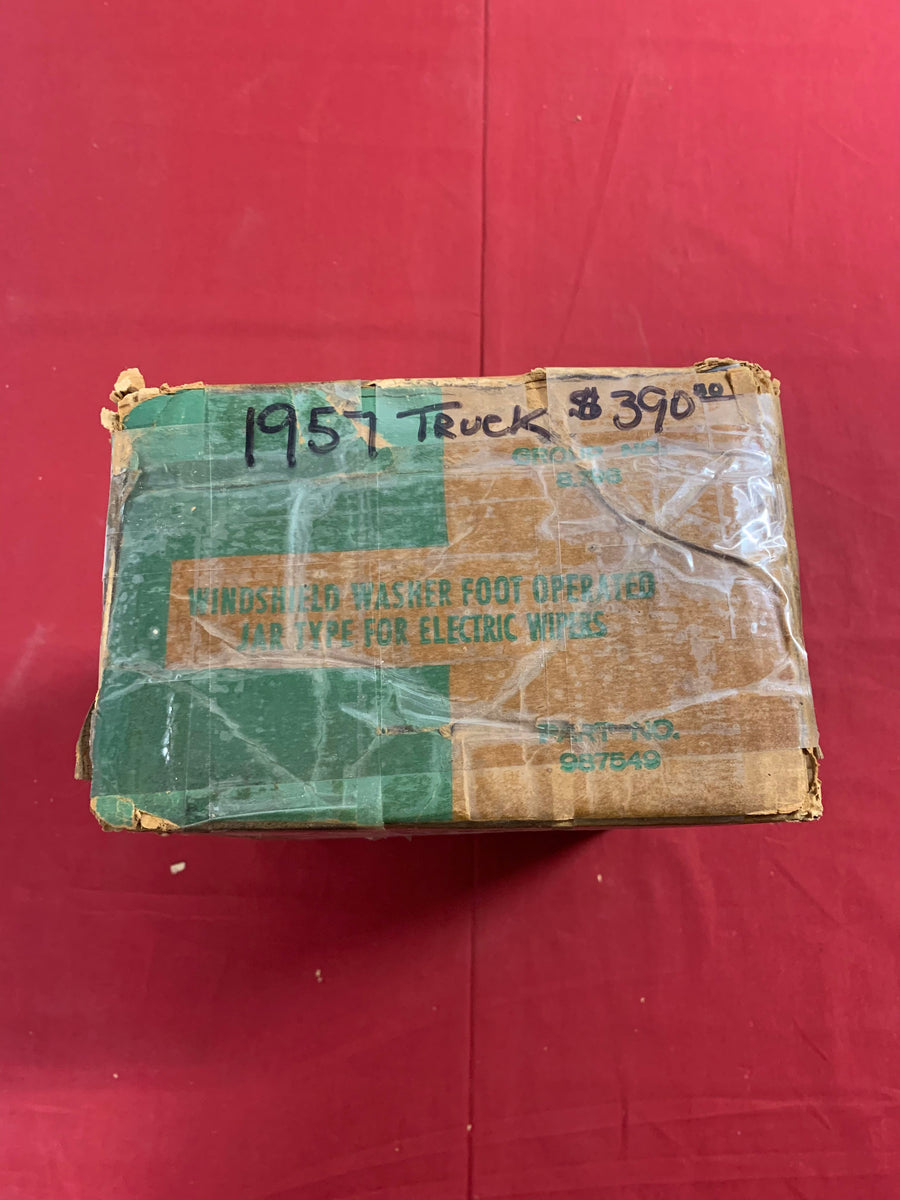 1957 TRUCK $390.00
GROUP NO.
WINDSHIELD WASHER FOOT OPERATED
JAR TYPE FOR ELECTRIC WIPERS
PART NO.
987549